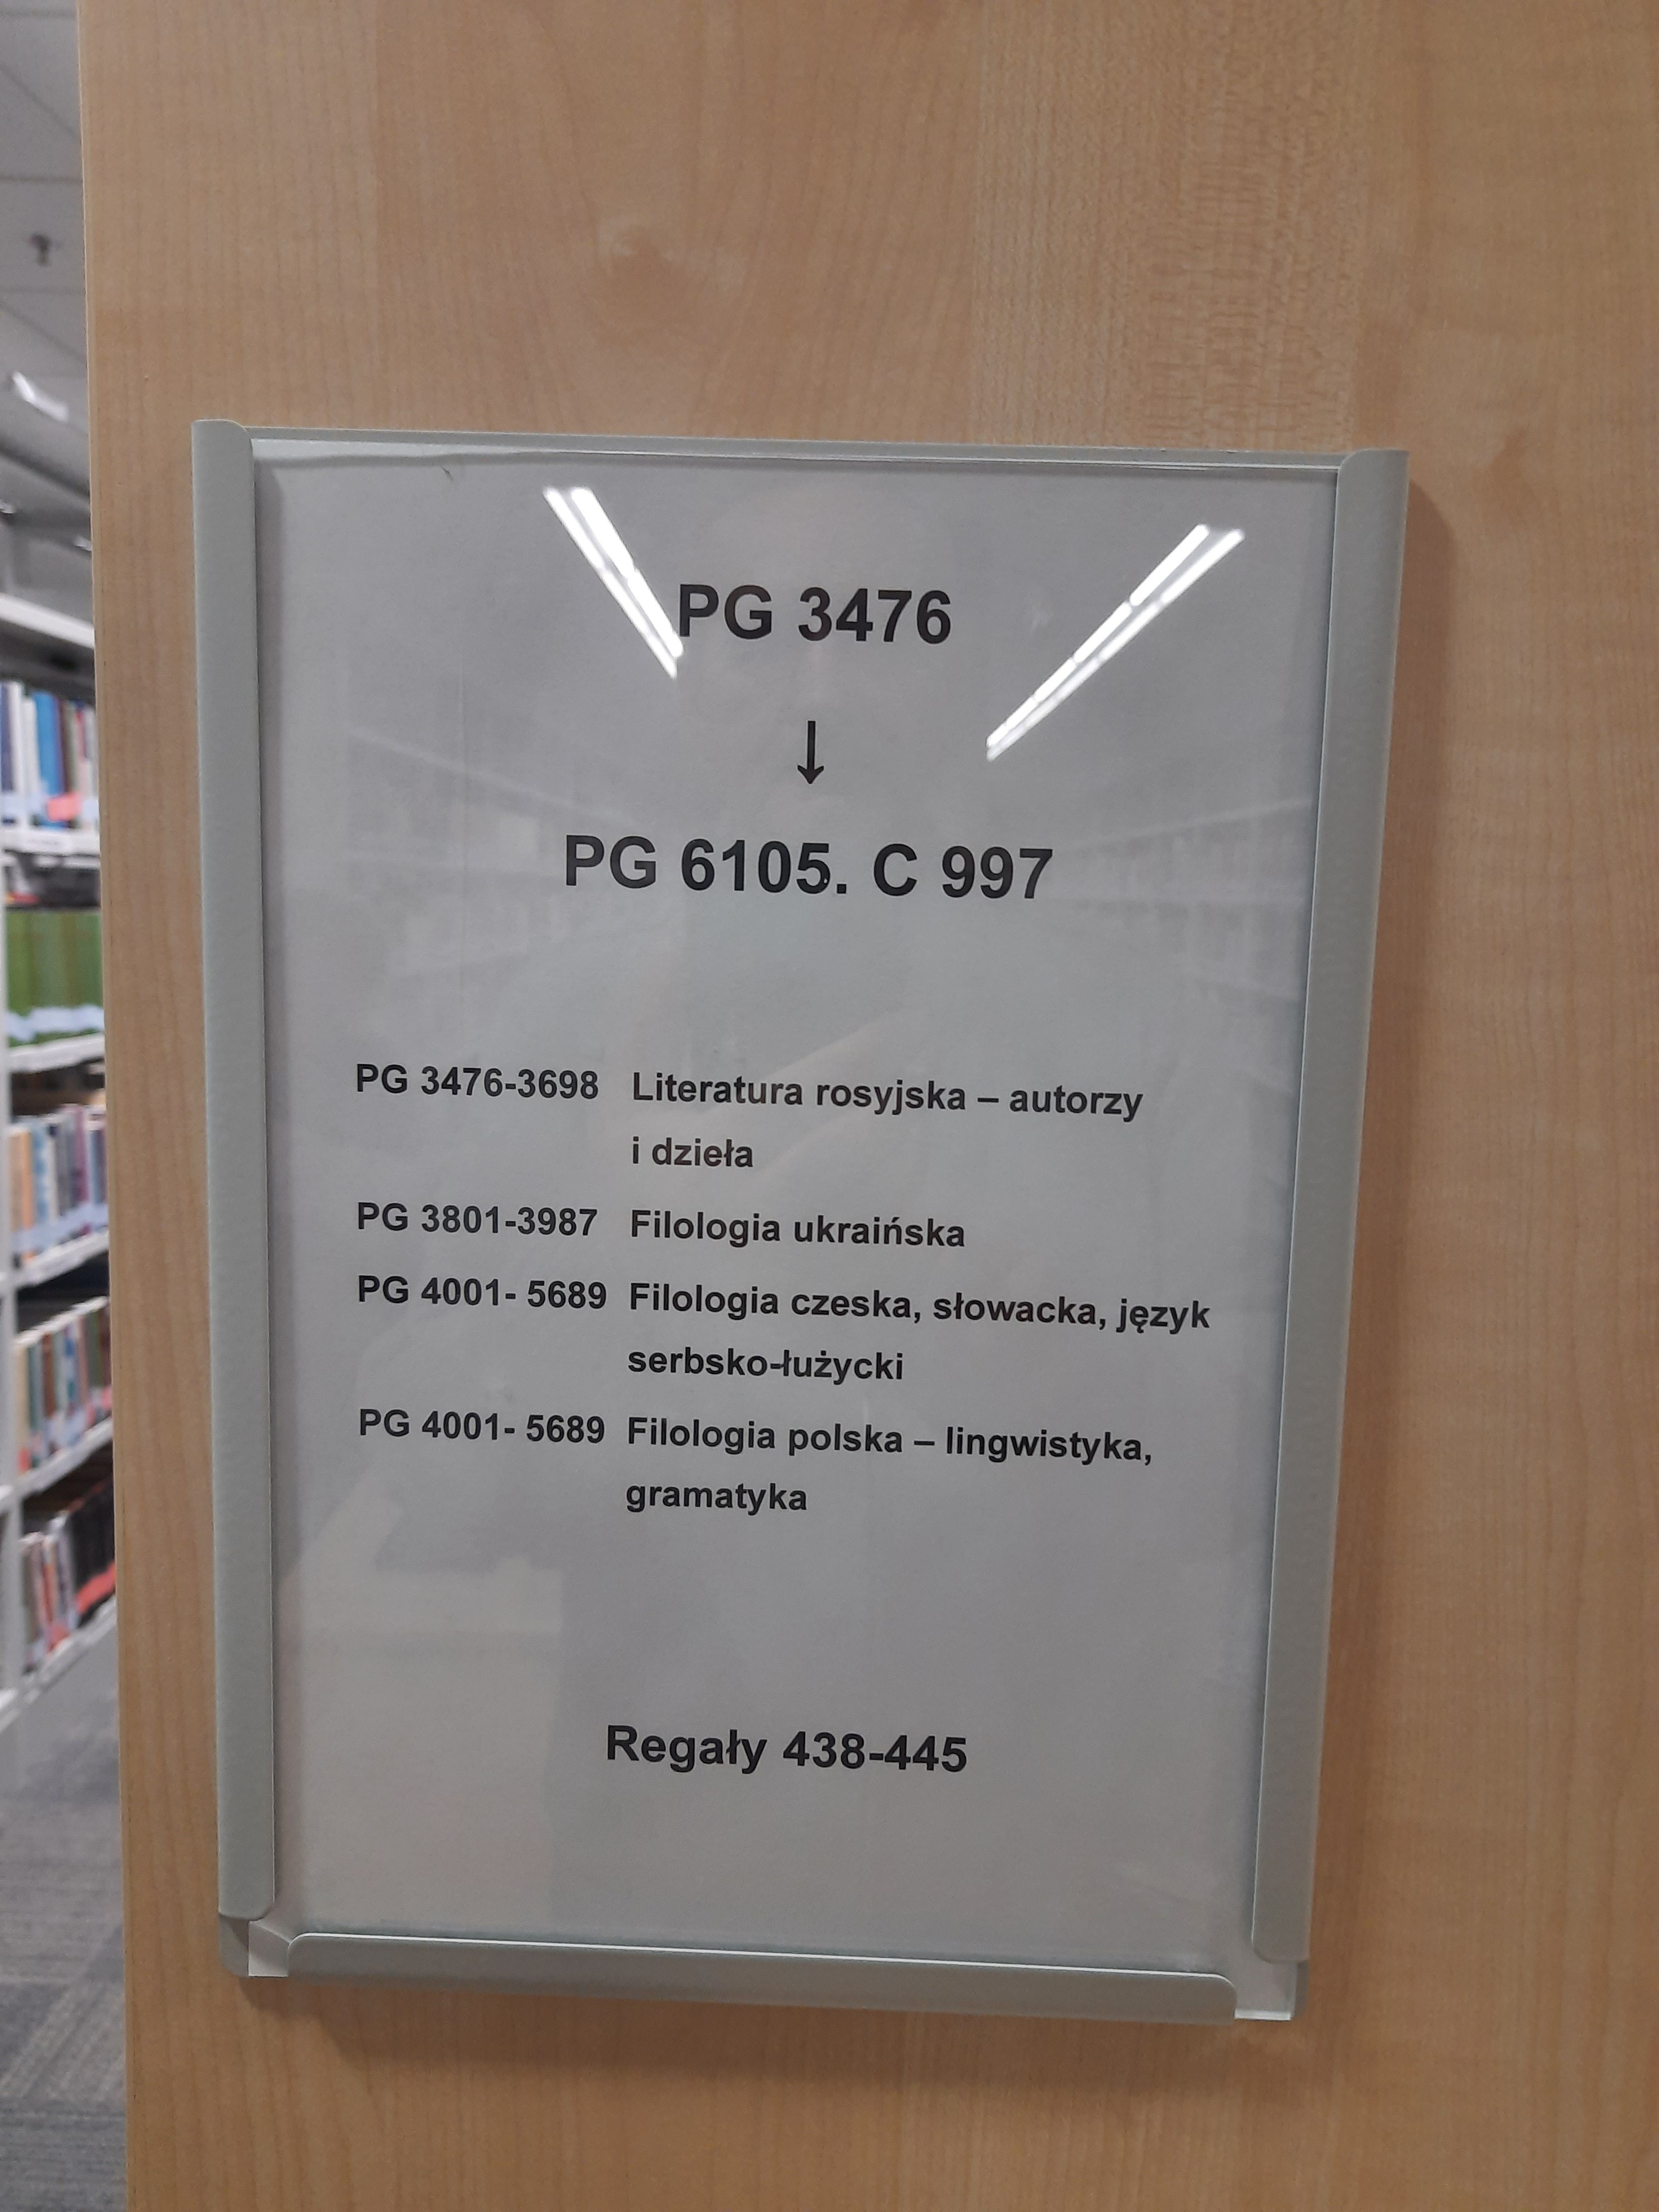 PG 3476
↓
PG 6105. C 997
PG 3476-3698 Literatura rosyjska – autorzy
i dzieła
PG 3801-3987 Filologia ukraińska
PG 4001- 5689 Filologia czeska, słowacka, język
serbsko-łużycki
PG 4001- 5689 Filologia polska – lingwistyka,
gramatyka
Regały 438-445